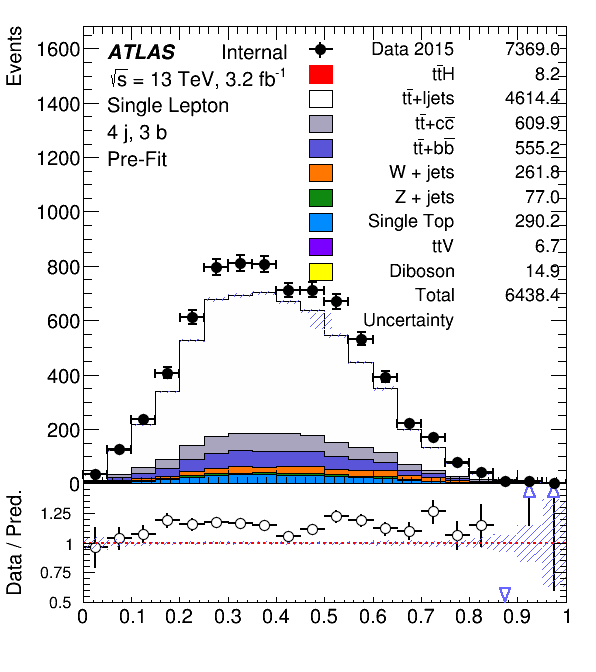 Events
1600
1400
1200
1000
800
600
400
200
0
ATLAS Internal
√s = 13 TeV, 3.2 fb⁻¹
Single Lepton
4 j, 3 b
Pre-Fit
Data 2015 7369.0
tt̄H 8.2
tt̄+ljets 4614.4
tt̄+cc̄ 609.9
tt̄+bb̄ 555.2
W + jets 261.8
Z + jets 77.0
Single Top 290.2
ttV 6.7
Diboson 14.9
Total 6438.4
Uncertainty
Data / Pred.
1.25
1
0.75
0.5
0 0.1 0.2 0.3 0.4 0.5 0.6 0.7 0.8 0.9 1